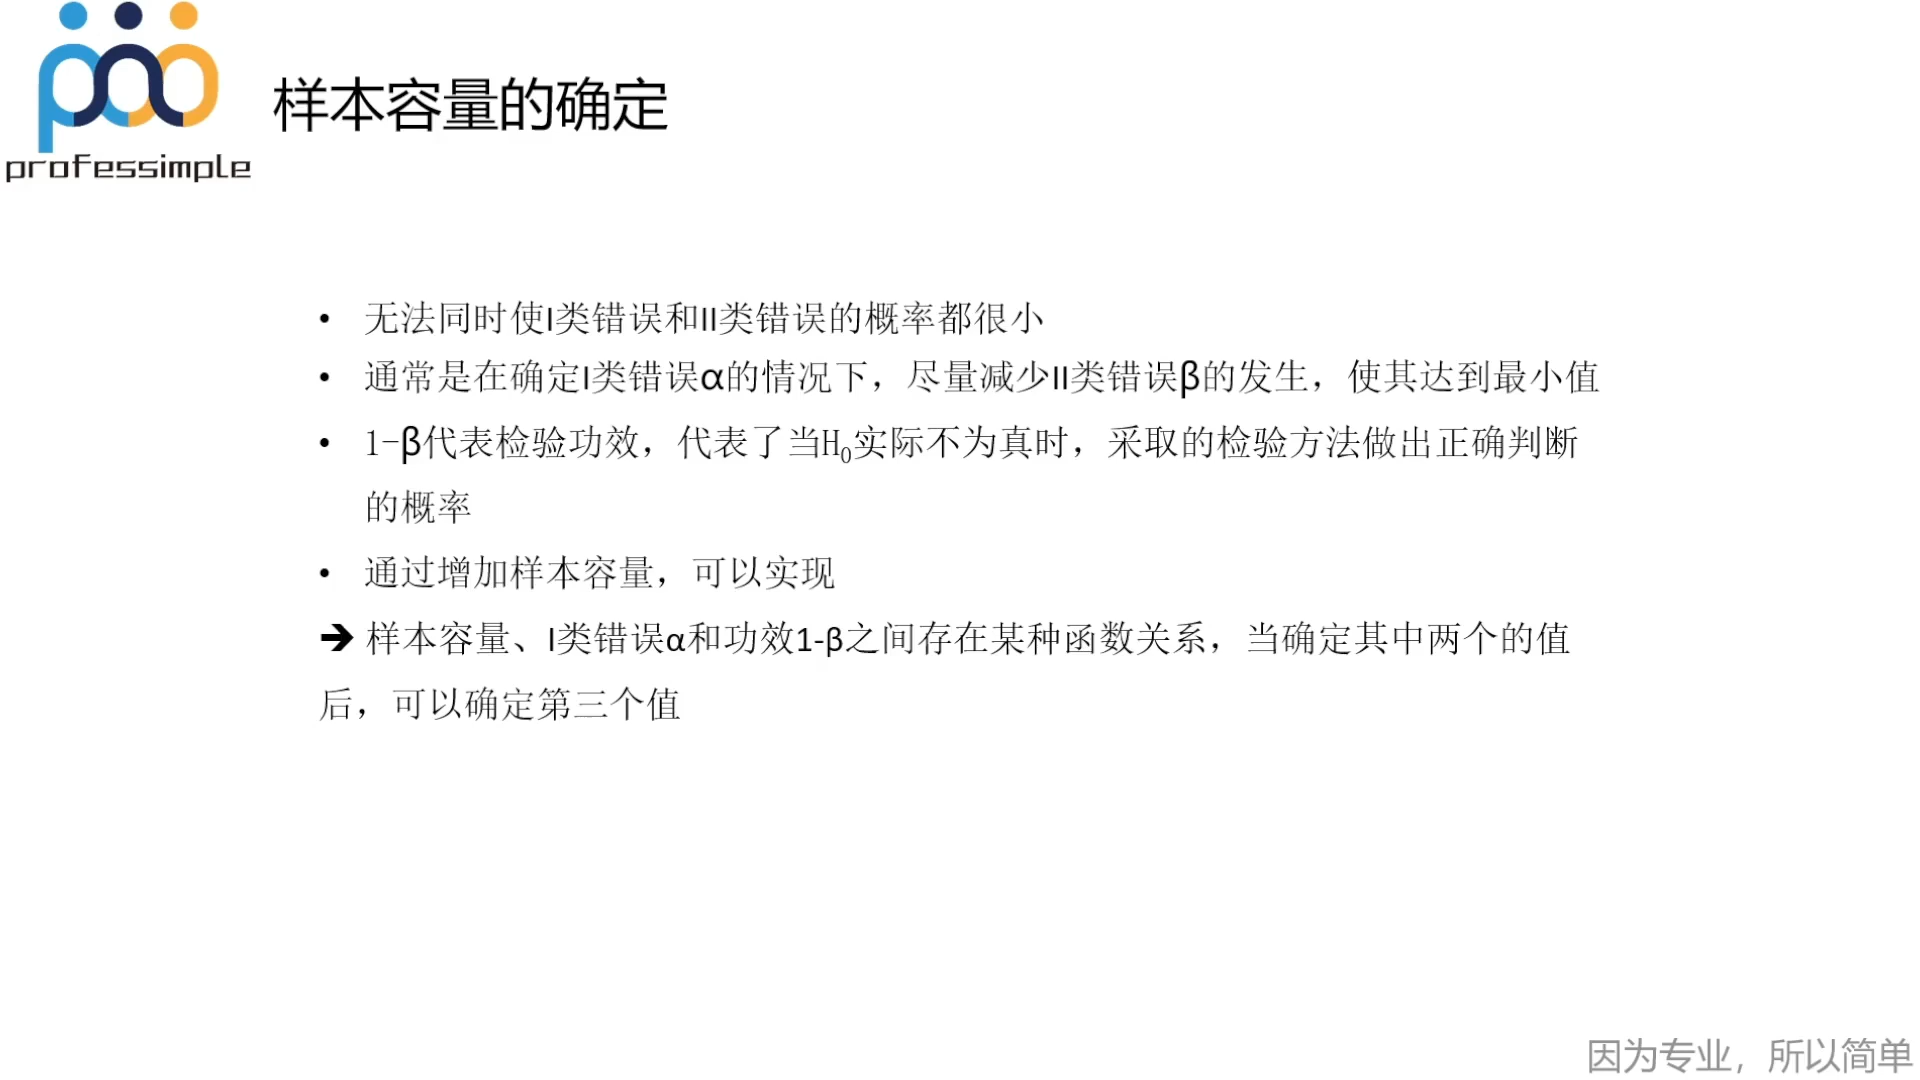 professimple
样本容量的确定
• 无法同时使I类错误和II类错误的概率都很小
• 通常是在确定I类错误α的情况下，尽量减少II类错误β的发生，使其达到最小值
• 1-β代表检验功效，代表了当H₀实际不为真时，采取的检验方法做出正确判断
的概率
• 通过增加样本容量，可以实现
➔ 样本容量、I类错误α和功效1-β之间存在某种函数关系，当确定其中两个的值
后，可以确定第三个值
因为专业，所以简单